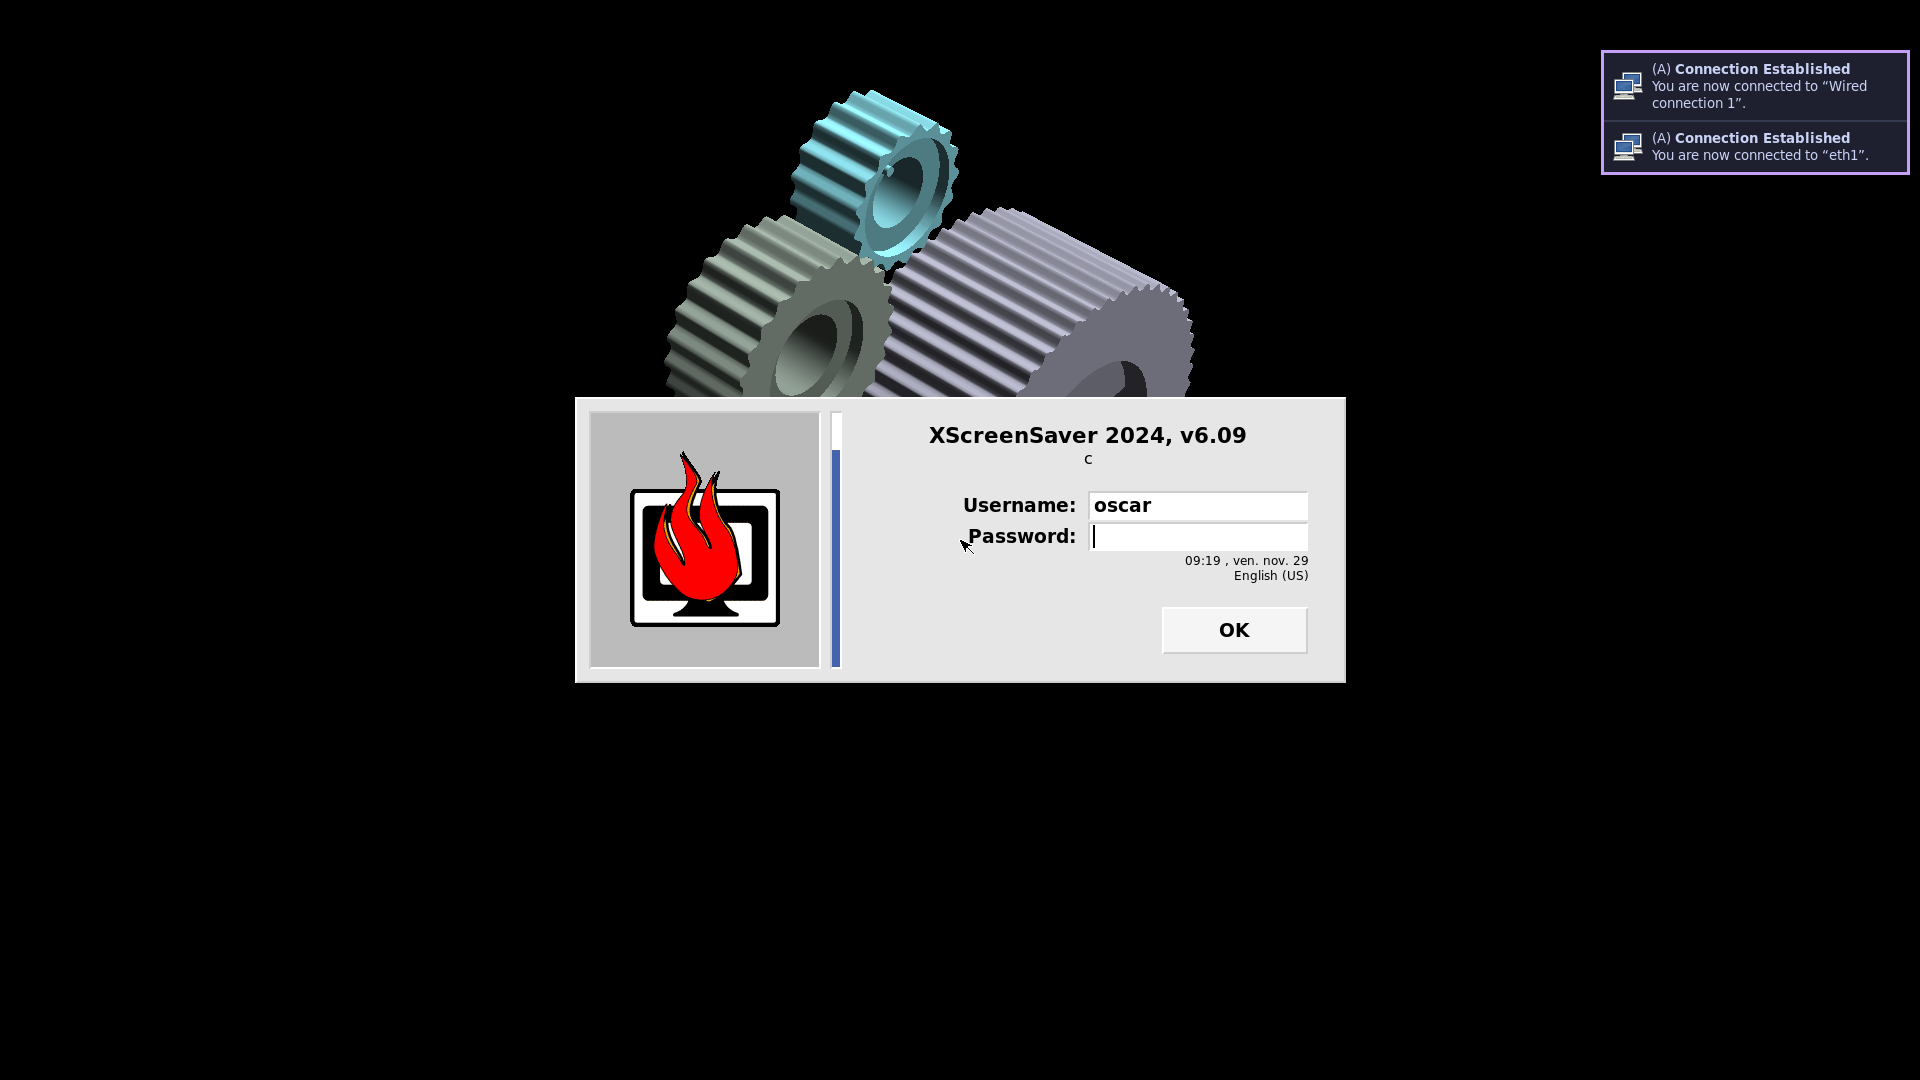 (A) Connection Established
You are now connected to “Wired
connection 1”.
(A) Connection Established
You are now connected to “eth1”.
XScreenSaver 2024, v6.09
c
Username: oscar
Password:
09:19 , ven. nov. 29
English (US)
OK